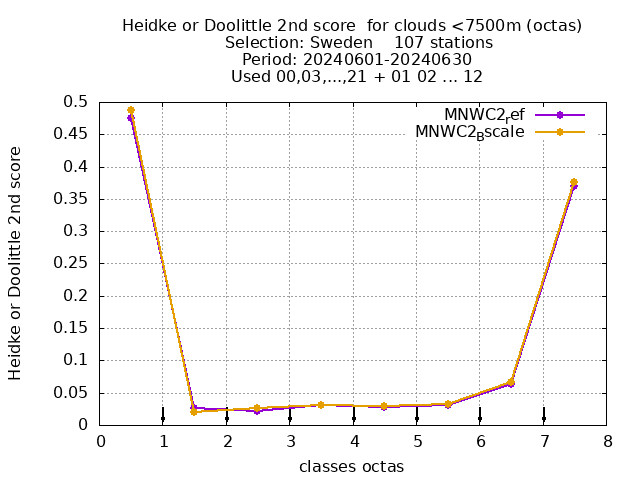 Heidke or Doolittle 2nd score  for clouds <7500m (octas)
Selection: Sweden    107 stations
Period: 20240601-20240630
Used 00,03,...,21 + 01 02 ... 12
MNWC2ref
MNWC2Bscale
Heidke or Doolittle 2nd score
0.5
0.45
0.4
0.35
0.3
0.25
0.2
0.15
0.1
0.05
0
0 1 2 3 4 5 6 7 8
classes octas